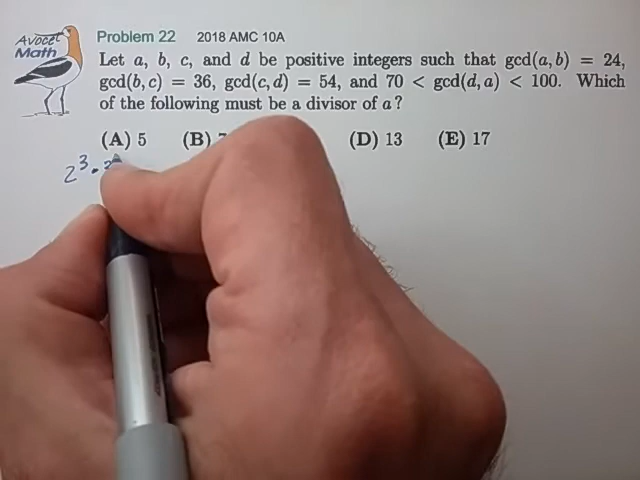 Avocet Math
Problem 22 2018 AMC 10A
Let a, b, c, and d be positive integers such that gcd(a, b) = 24,
gcd(b, c) = 36, gcd(c, d) = 54, and 70 < gcd(d, a) < 100. Which
of the following must be a divisor of a?
(A) 5 (B) (D) 13 (E) 17
2³ ·